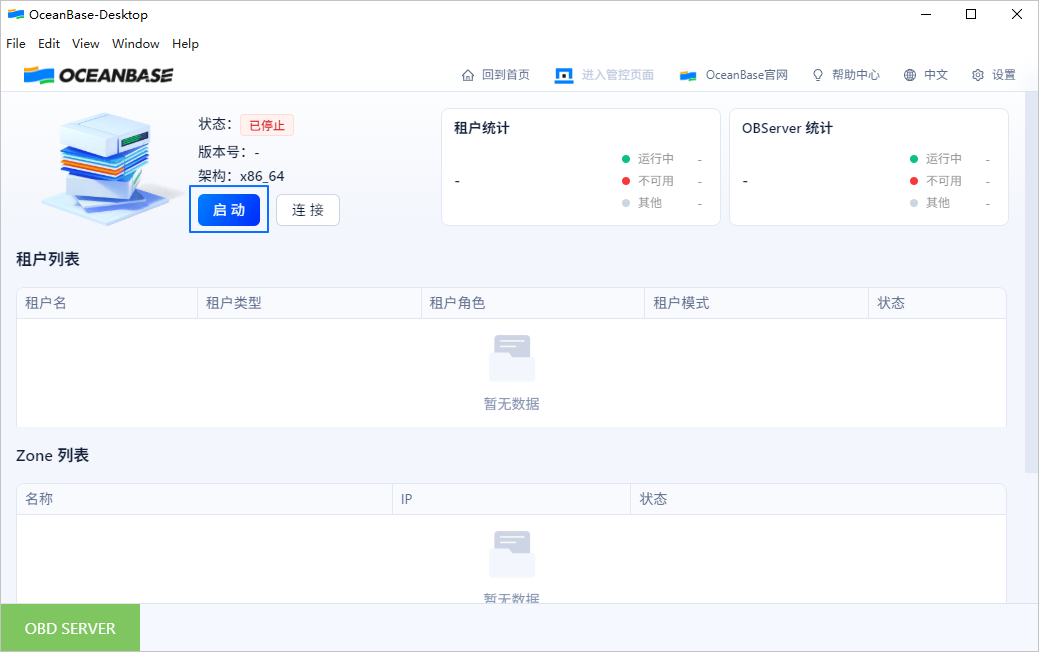 OceanBase-Desktop
File Edit View Window Help
OCEANBASE
回到首页 进入管控页面 OceanBase官网 帮助中心 中文 设置
状态： 已停止
版本号： -
架构： x86_64
启动 连接
租户统计
-
运行中 -
不可用 -
其他 -
OBServer 统计
-
运行中 -
不可用 -
其他 -
租户列表
租户名 租户类型 租户角色 租户模式 状态
暂无数据
Zone 列表
名称 IP 状态
暂无数据
OBD SERVER